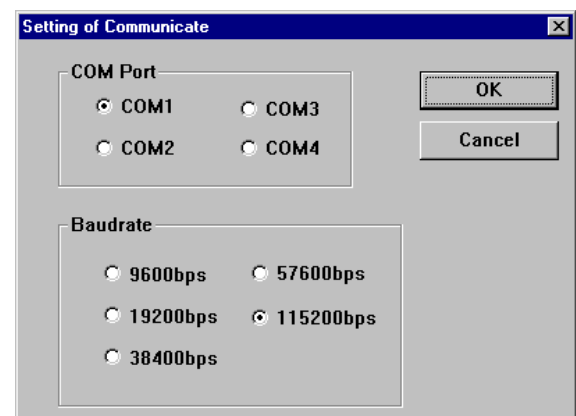 Setting of Communicate
COM Port
COM1
COM3
COM2
COM4
OK
Cancel
Baudrate
9600bps
57600bps
19200bps
115200bps
38400bps